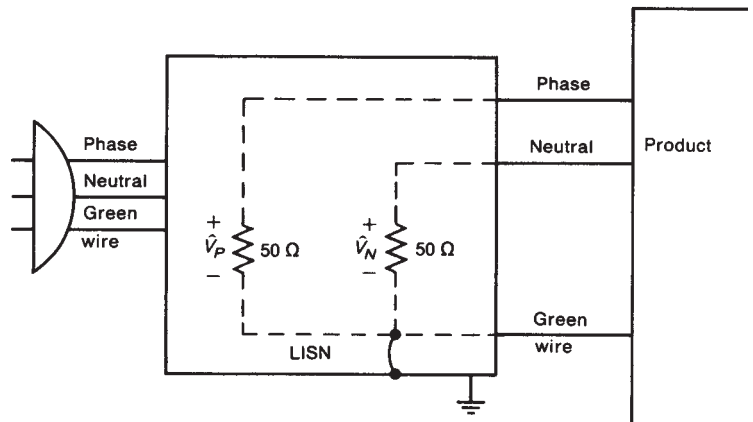 Phase
Neutral
Green
wire
+
V̂P
−
50 Ω
+
V̂N
−
50 Ω
LISN
Phase
Neutral
Green
wire
Product